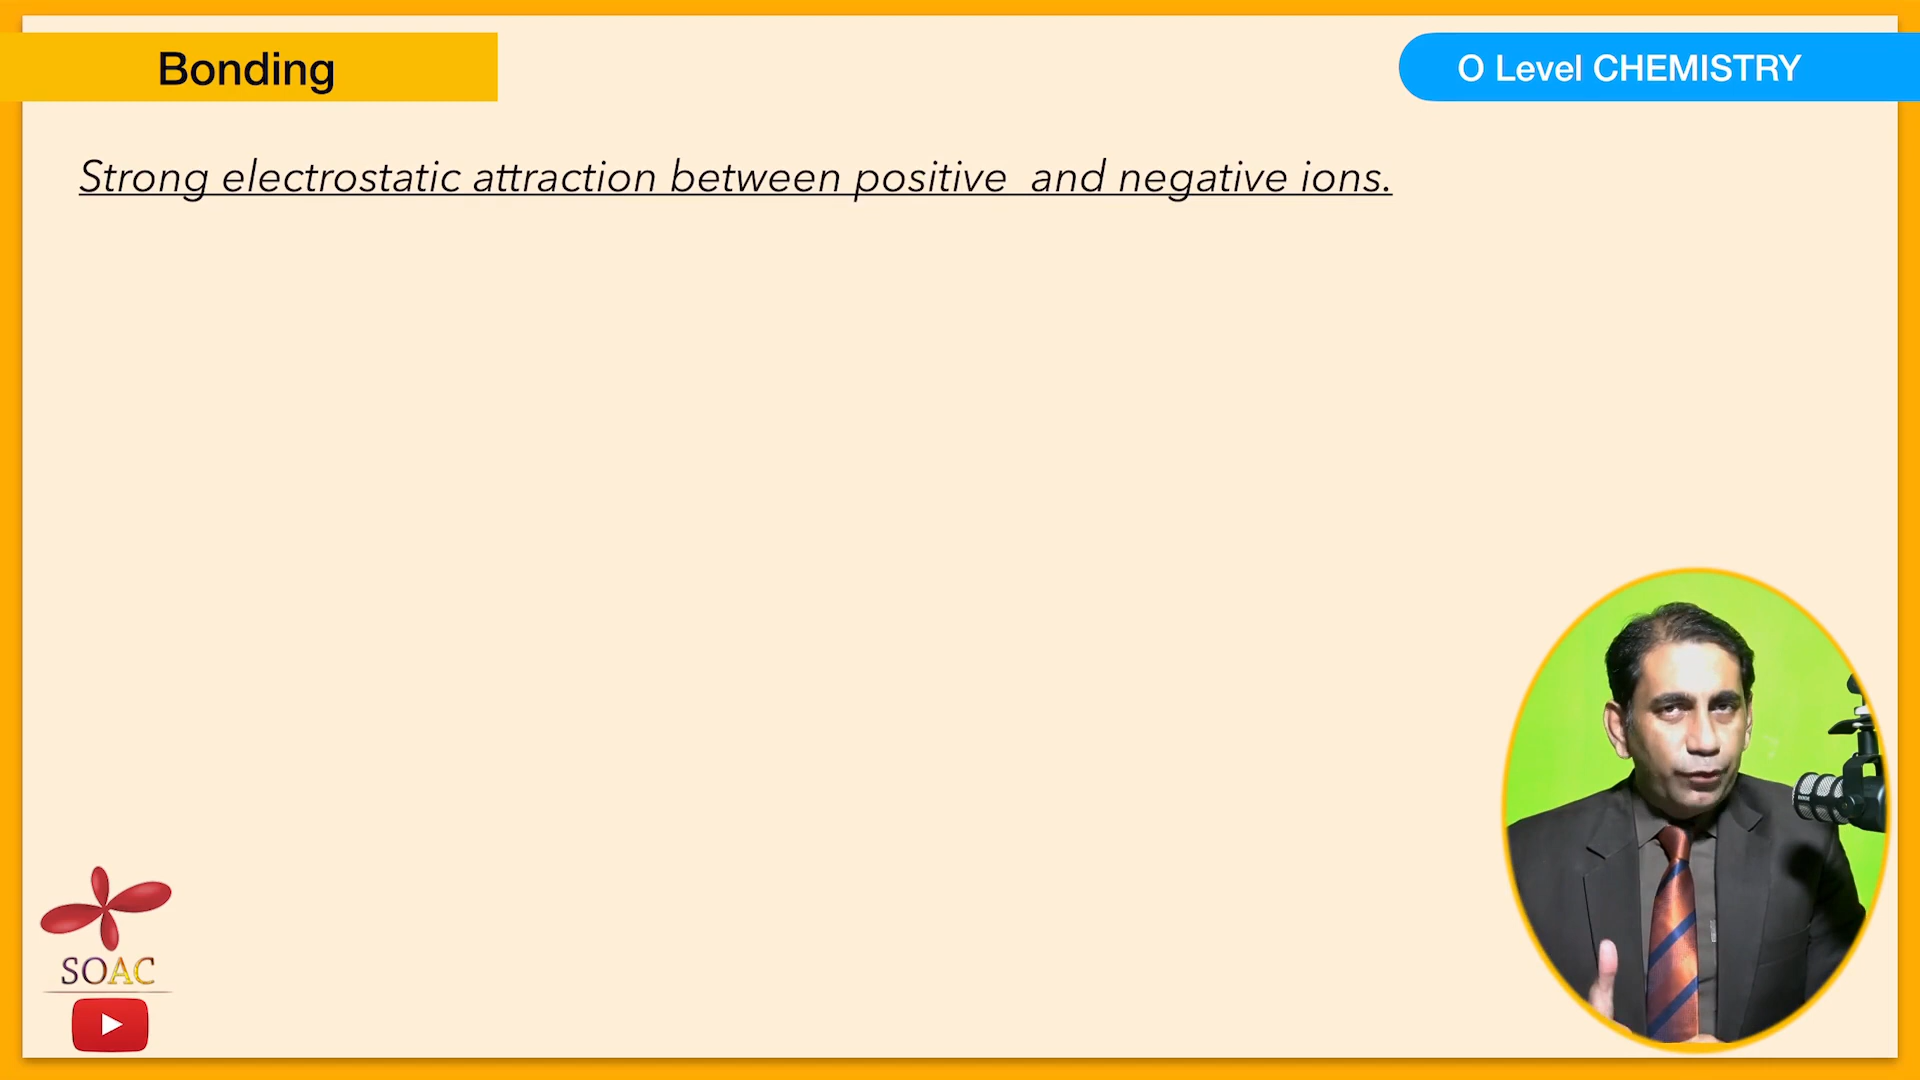 Bonding
O Level CHEMISTRY
Strong electrostatic attraction between positive and negative ions.
SOAC